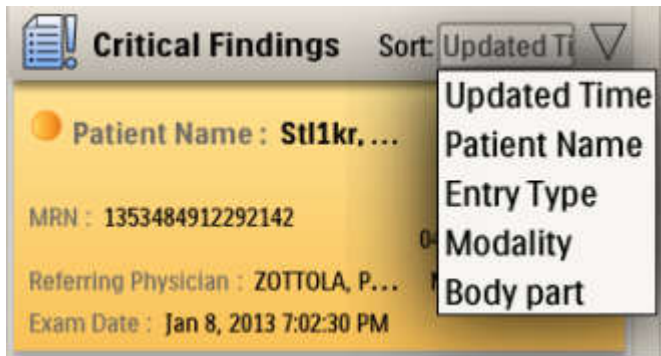 Critical Findings Sort: Updated Ti
Updated Time
Patient Name
Entry Type
Modality
Body part
Patient Name : Stl1kr, ...
MRN : 1353484912292142
Referring Physician : ZOTTOLA, P...
Exam Date : Jan 8, 2013 7:02:30 PM